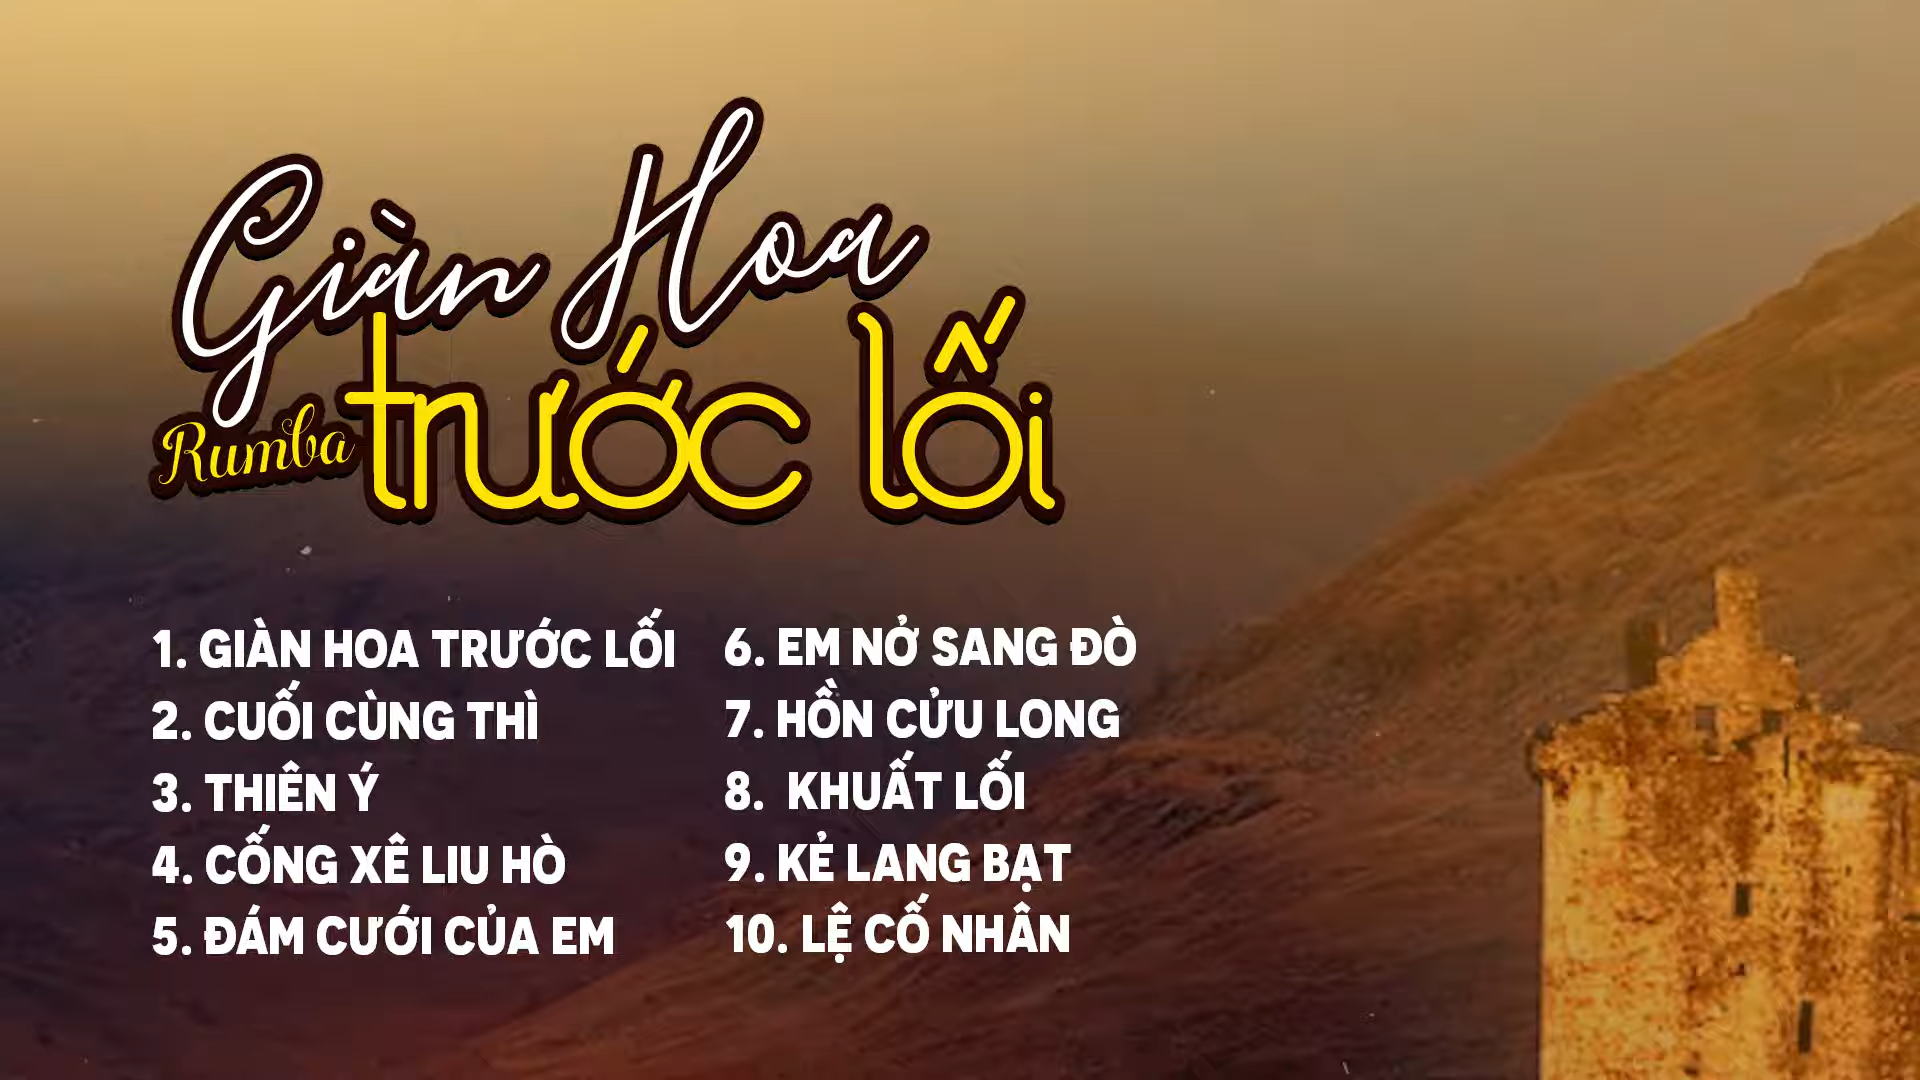 Giàn Hoa
Rumba trước lối
1. GIÀN HOA TRƯỚC LỐI
2. CUỐI CÙNG THÌ
3. THIÊN Ý
4. CỐNG XÊ LIU HÒ
5. ĐÁM CƯỚI CỦA EM
6. EM NỞ SANG ĐÒ
7. HỒN CỬU LONG
8. KHUẤT LỐI
9. KẺ LANG BẠT
10. LỆ CỐ NHÂN